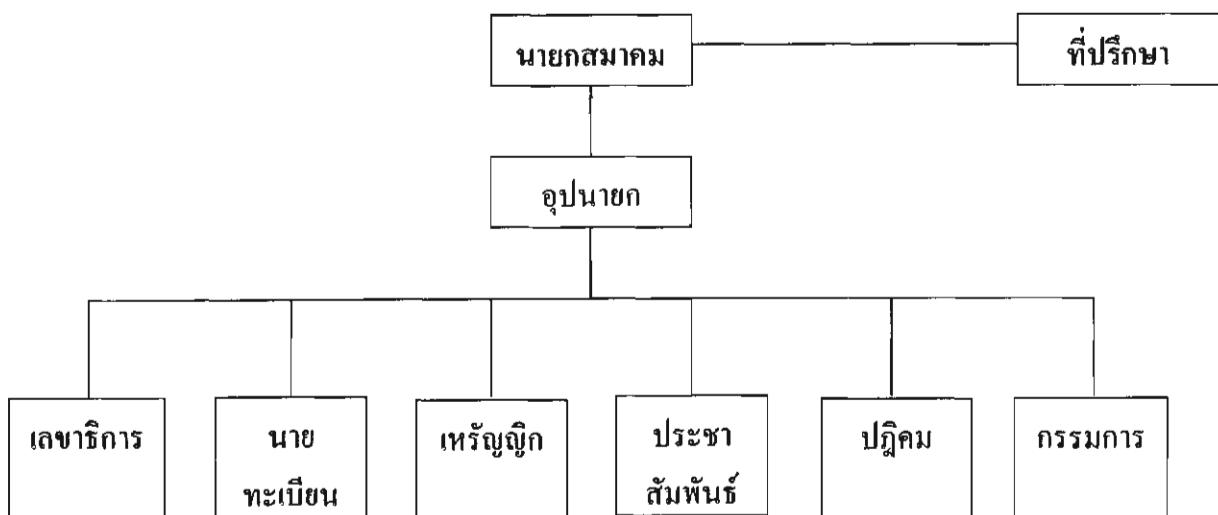 นายกสมาคม
ที่ปรึกษา
อุปนายก
เลขาธิการ
นาย
ทะเบียน
เหรัญญิก
ประชา
สัมพันธ์
ปฏิคม
กรรมการ